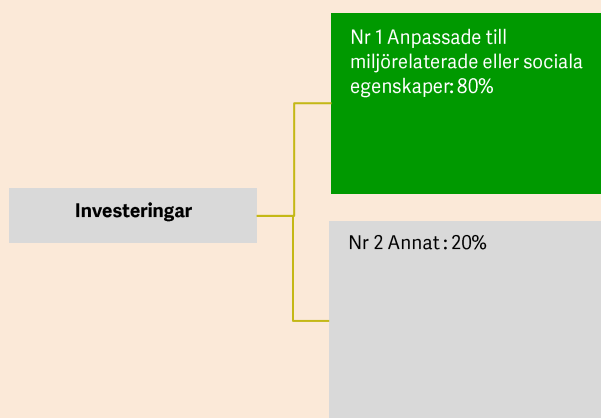 Nr 1 Anpassade till
miljörelaterade eller sociala
egenskaper: 80%
Investeringar
Nr 2 Annat : 20%